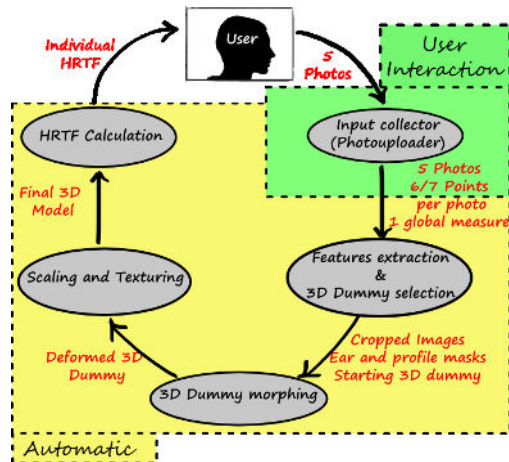 Individual
HRTF
User
5
Photos
User
Interaction
HRTF Calculation
Input collector
(Photouploader)
5 Photos
6/7 Points
per photo
1 global measure
Final 3D
Model
Scaling and Texturing
Features extraction
&
3D Dummy selection
Cropped Images
Ear and profile masks
Starting 3D dummy
Deformed 3D
Dummy
3D Dummy morphing
Automatic